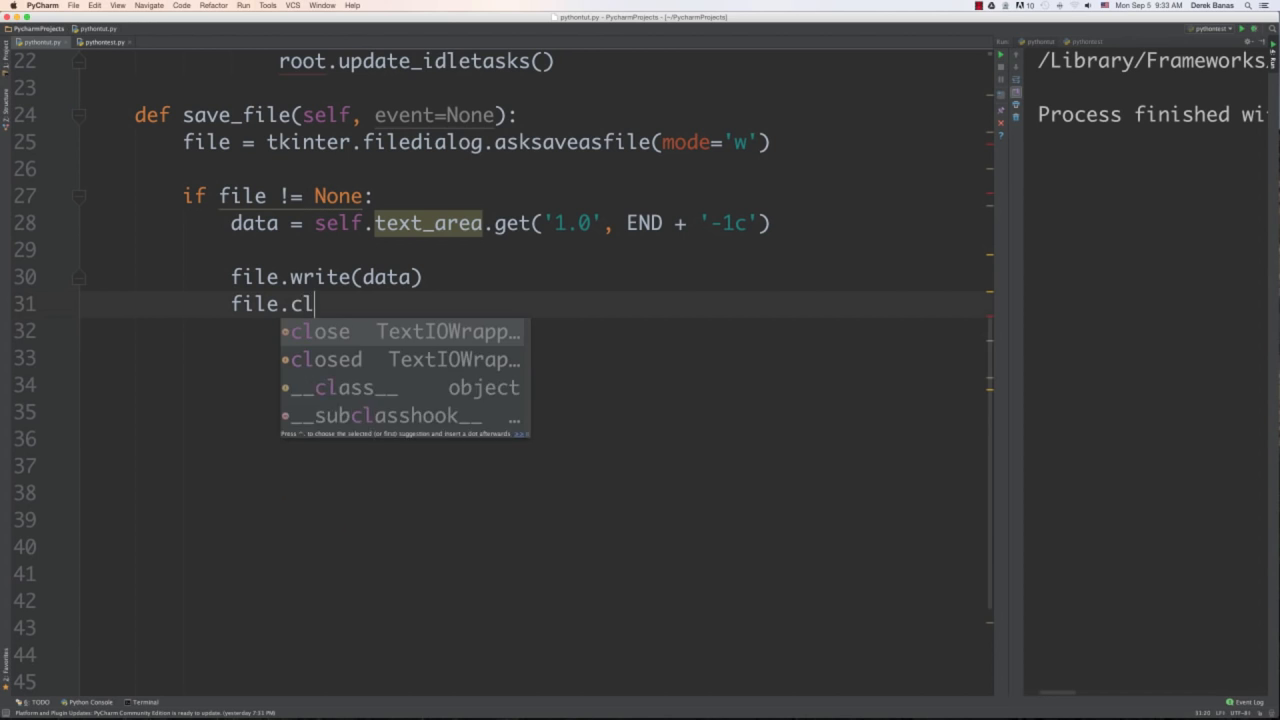 PyCharm File Edit View Navigate Code Refactor Run Tools VCS Window Help
10 Mon Sep 5 9:33 AM Derek Banas
pythontut.py - PycharmProjects - [~/PycharmProjects]
PycharmProjects pythontut.py pythontest
pythontut.py pythontest.py Run: pythontut pythontest
1: Project
7: Structure
2: Favorites
22 root.update_idletasks()
23
24 def save_file(self, event=None):
25 file = tkinter.filedialog.asksaveasfile(mode='w')
26
27 if file != None:
28 data = self.text_area.get('1.0', END + '-1c')
29
30 file.write(data)
31 file.cl
32 close TextIOWrapp…
33 closed TextIOWrap…
34 __class__ object
35 __subclasshook__ …
Press ^. to choose the selected (or first) suggestion and insert a dot afterwards >>
36
37
38
39
40
41
42
43
44
45
/Library/Frameworks
Process finished wi
6: TODO Python Console Terminal Event Log
Platform and Plugin Updates: PyCharm Community Edition is ready to update. (yesterday 7:51 PM) 31:20 LF÷ UTF-8÷